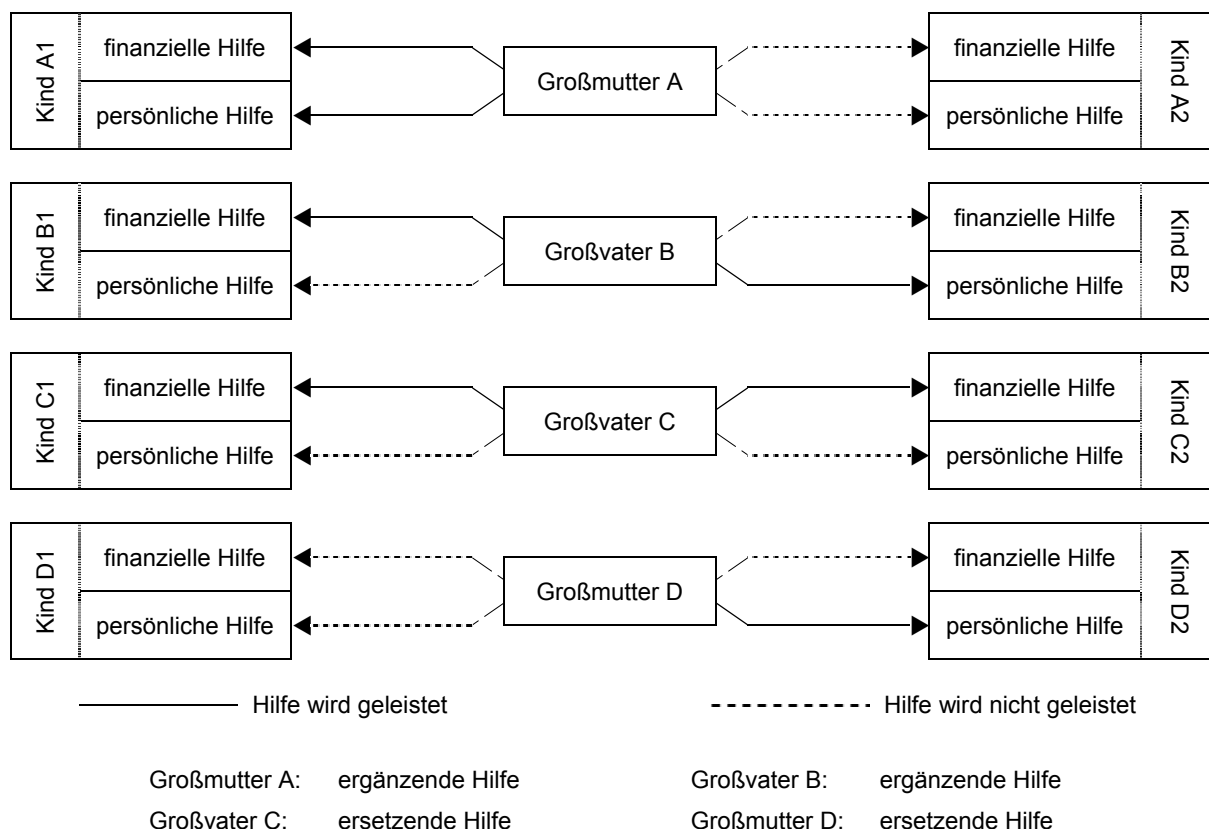 Kind A1
finanzielle Hilfe
persönliche Hilfe
Großmutter A
finanzielle Hilfe
persönliche Hilfe
Kind A2
Kind B1
finanzielle Hilfe
persönliche Hilfe
Großvater B
finanzielle Hilfe
persönliche Hilfe
Kind B2
Kind C1
finanzielle Hilfe
persönliche Hilfe
Großvater C
finanzielle Hilfe
persönliche Hilfe
Kind C2
Kind D1
finanzielle Hilfe
persönliche Hilfe
Großmutter D
finanzielle Hilfe
persönliche Hilfe
Kind D2
Hilfe wird geleistet
Hilfe wird nicht geleistet
Großmutter A: ergänzende Hilfe
Großvater B: ergänzende Hilfe
Großvater C: ersetzende Hilfe
Großmutter D: ersetzende Hilfe